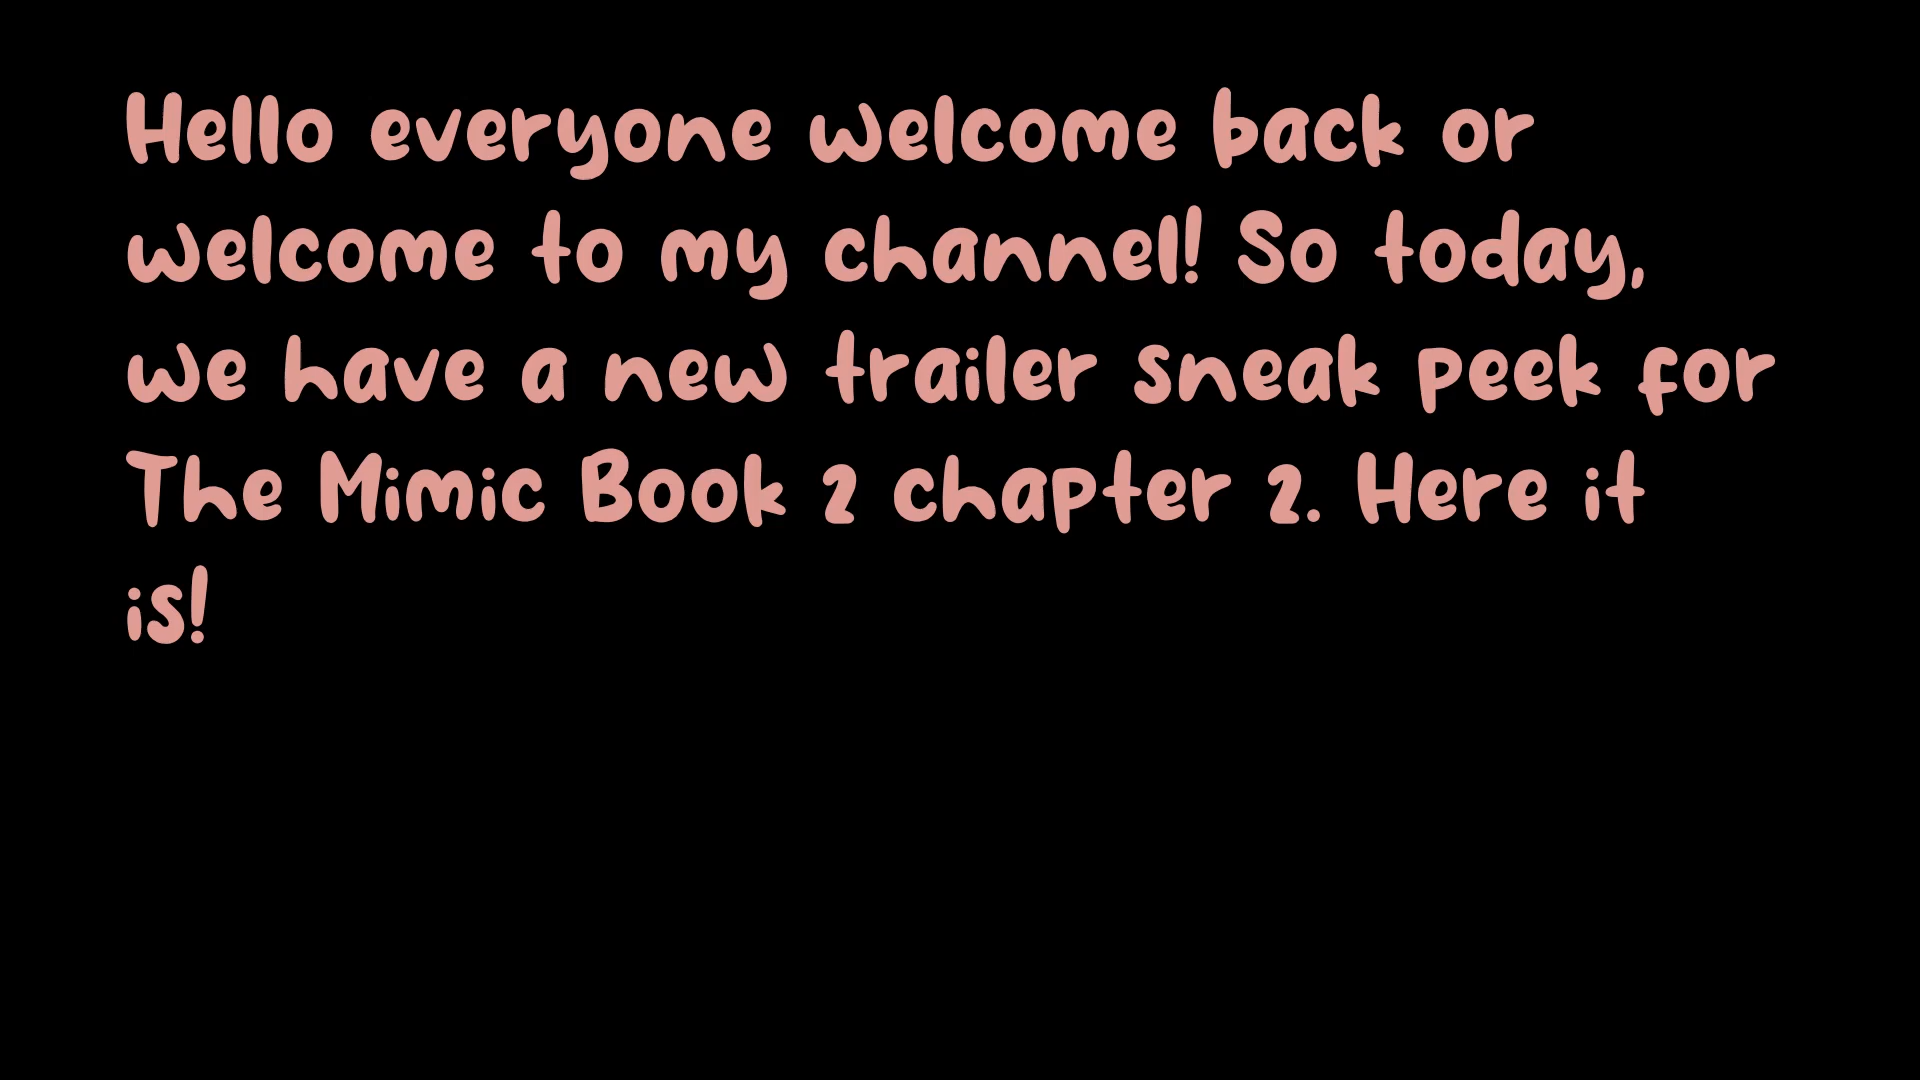 Hello everyone welcome back or
welcome to my channel! So today,
we have a new trailer sneak peek for
The Mimic Book 2 chapter 2. Here it
is!